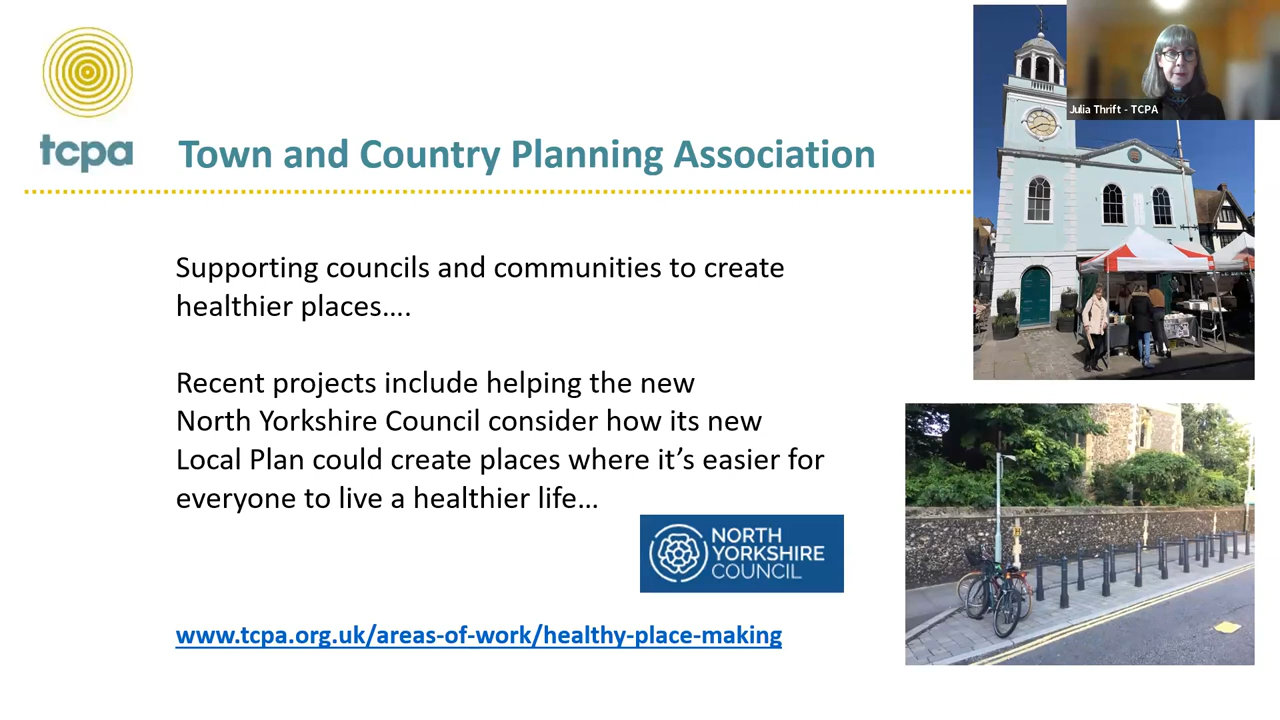 Julia Thrift - TCPA
tcpa
Town and Country Planning Association
Supporting councils and communities to create
healthier places....
Recent projects include helping the new
North Yorkshire Council consider how its new
Local Plan could create places where it’s easier for
everyone to live a healthier life…
NORTH
YORKSHIRE
COUNCIL
www.tcpa.org.uk/areas-of-work/healthy-place-making